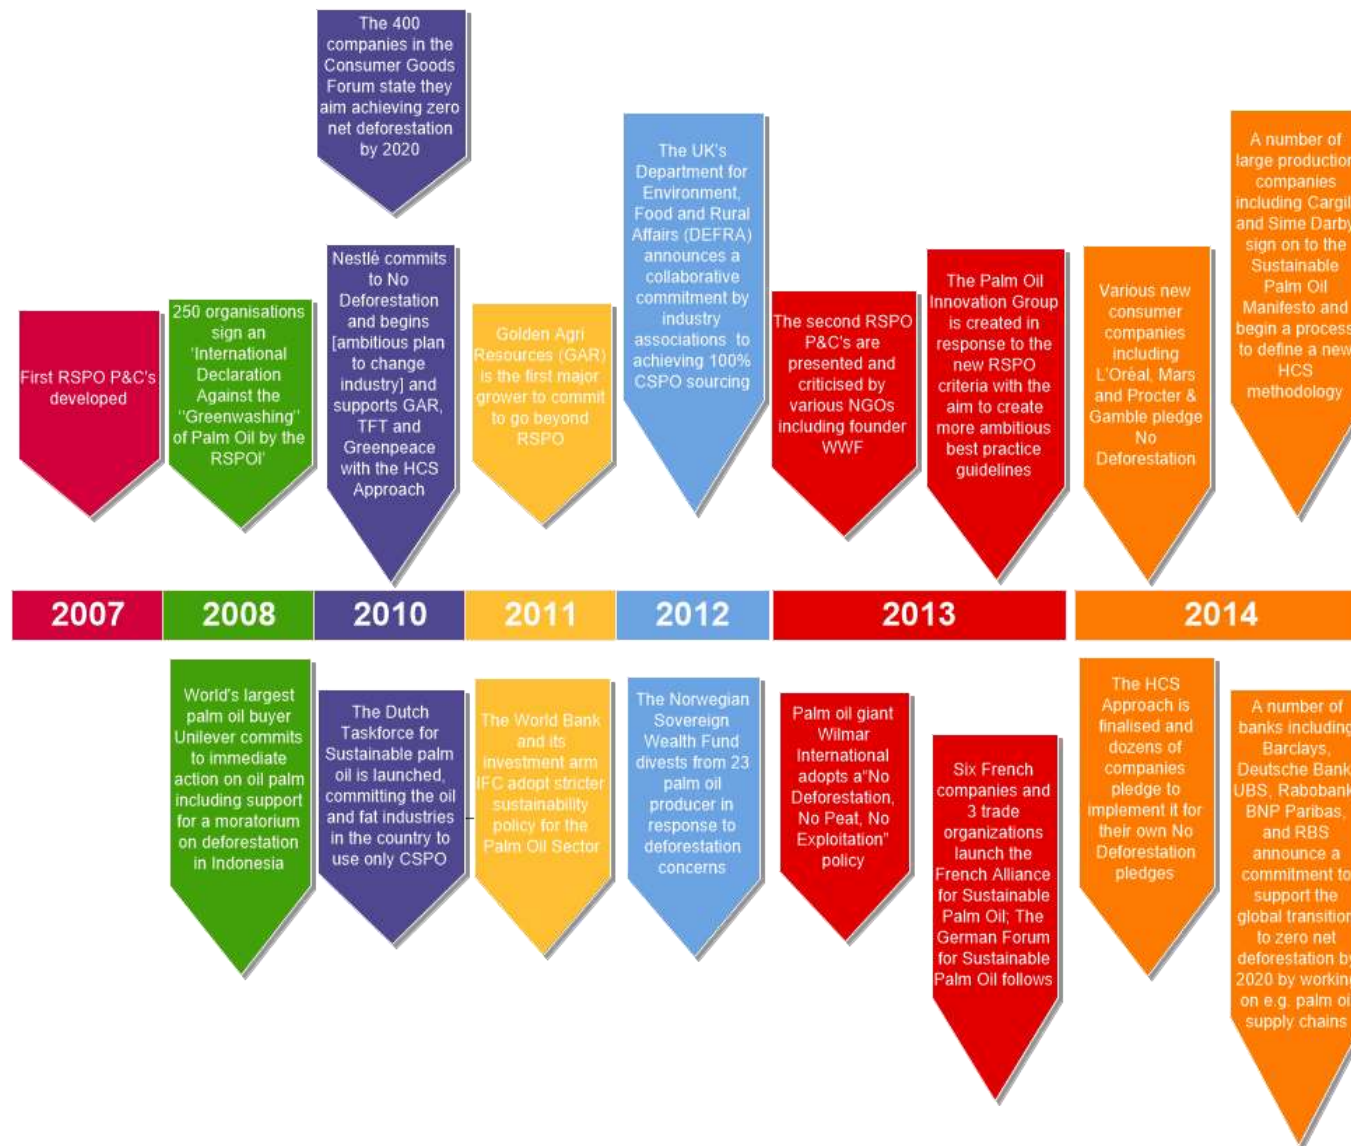 The 400
companies in the
Consumer Goods
Forum state they
aim achieving zero
net deforestation
by 2020
First RSPO P&C's
developed
250 organisations
sign an
'International
Declaration
Against the
"Greenwashing"
of Palm Oil by the
RSPOI'
Nestlé commits
to No
Deforestation
and begins
[ambitious plan
to change
industry] and
supports GAR,
TFT and
Greenpeace
with the HCS
Approach
Golden Agri
Resources (GAR)
is the first major
grower to commit
to go beyond
RSPO
The UK's
Department for
Environment,
Food and Rural
Affairs (DEFRA)
announces a
collaborative
commitment by
industry
associations to
achieving 100%
CSPO sourcing
The second RSPO
P&C's are
presented and
criticised by
various NGOs
including founder
WWF
The Palm Oil
Innovation Group
is created in
response to the
new RSPO
criteria with the
aim to create
more ambitious
best practice
guidelines
Various new
consumer
companies
including
L'Oréal, Mars
and Procter &
Gamble pledge
No
Deforestation
A number of
large production
companies
including Cargill
and Sime Darby
sign on to the
Sustainable
Palm Oil
Manifesto and
begin a process
to define a new
HCS
methodology
2007 2008 2010 2011 2012 2013 2014
World's largest
palm oil buyer
Unilever commits
to immediate
action on oil palm
including support
for a moratorium
on deforestation
in Indonesia
The Dutch
Taskforce for
Sustainable palm
oil is launched,
committing the oil
and fat industries
in the country to
use only CSPO
The World Bank
and its
investment arm
IFC adopt stricter
sustainability
policy for the
Palm Oil Sector
The Norwegian
Sovereign
Wealth Fund
divests from 23
palm oil
producer in
response to
deforestation
concerns
Palm oil giant
Wilmar
International
adopts a"No
Deforestation,
No Peat, No
Exploitation"
policy
Six French
companies and
3 trade
organizations
launch the
French Alliance
for Sustainable
Palm Oil; The
German Forum
for Sustainable
Palm Oil follows
The HCS
Approach is
finalised and
dozens of
companies
pledge to
implement it for
their own No
Deforestation
pledges
A number of
banks including
Barclays,
Deutsche Bank,
UBS, Rabobank,
BNP Paribas,
and RBS
announce a
commitment to
support the
global transition
to zero net
deforestation by
2020 by working
on e.g. palm oil
supply chains